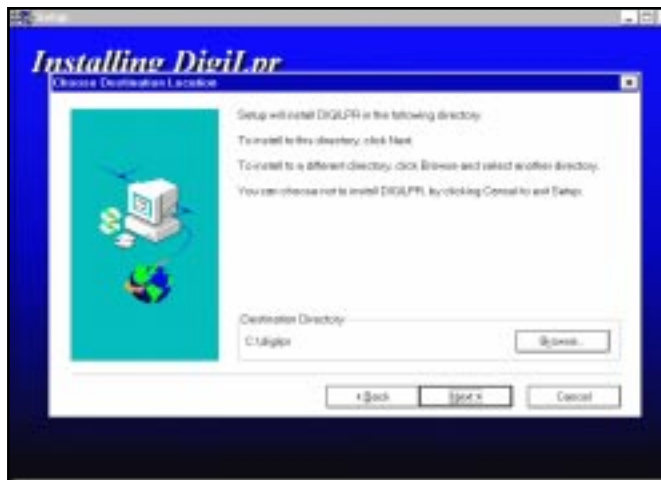 Setup
Installing DigiLpr
Choose Destination Location
Setup will install DIGILPR in the following directory.
To install to this directory, click Next.
To install to a different directory, click Browse and select another directory.
You can choose not to install DIGILPR, by clicking Cancel to exit Setup.
Destination Directory
C:\digilpr
Browse...
< Back
Next >
Cancel